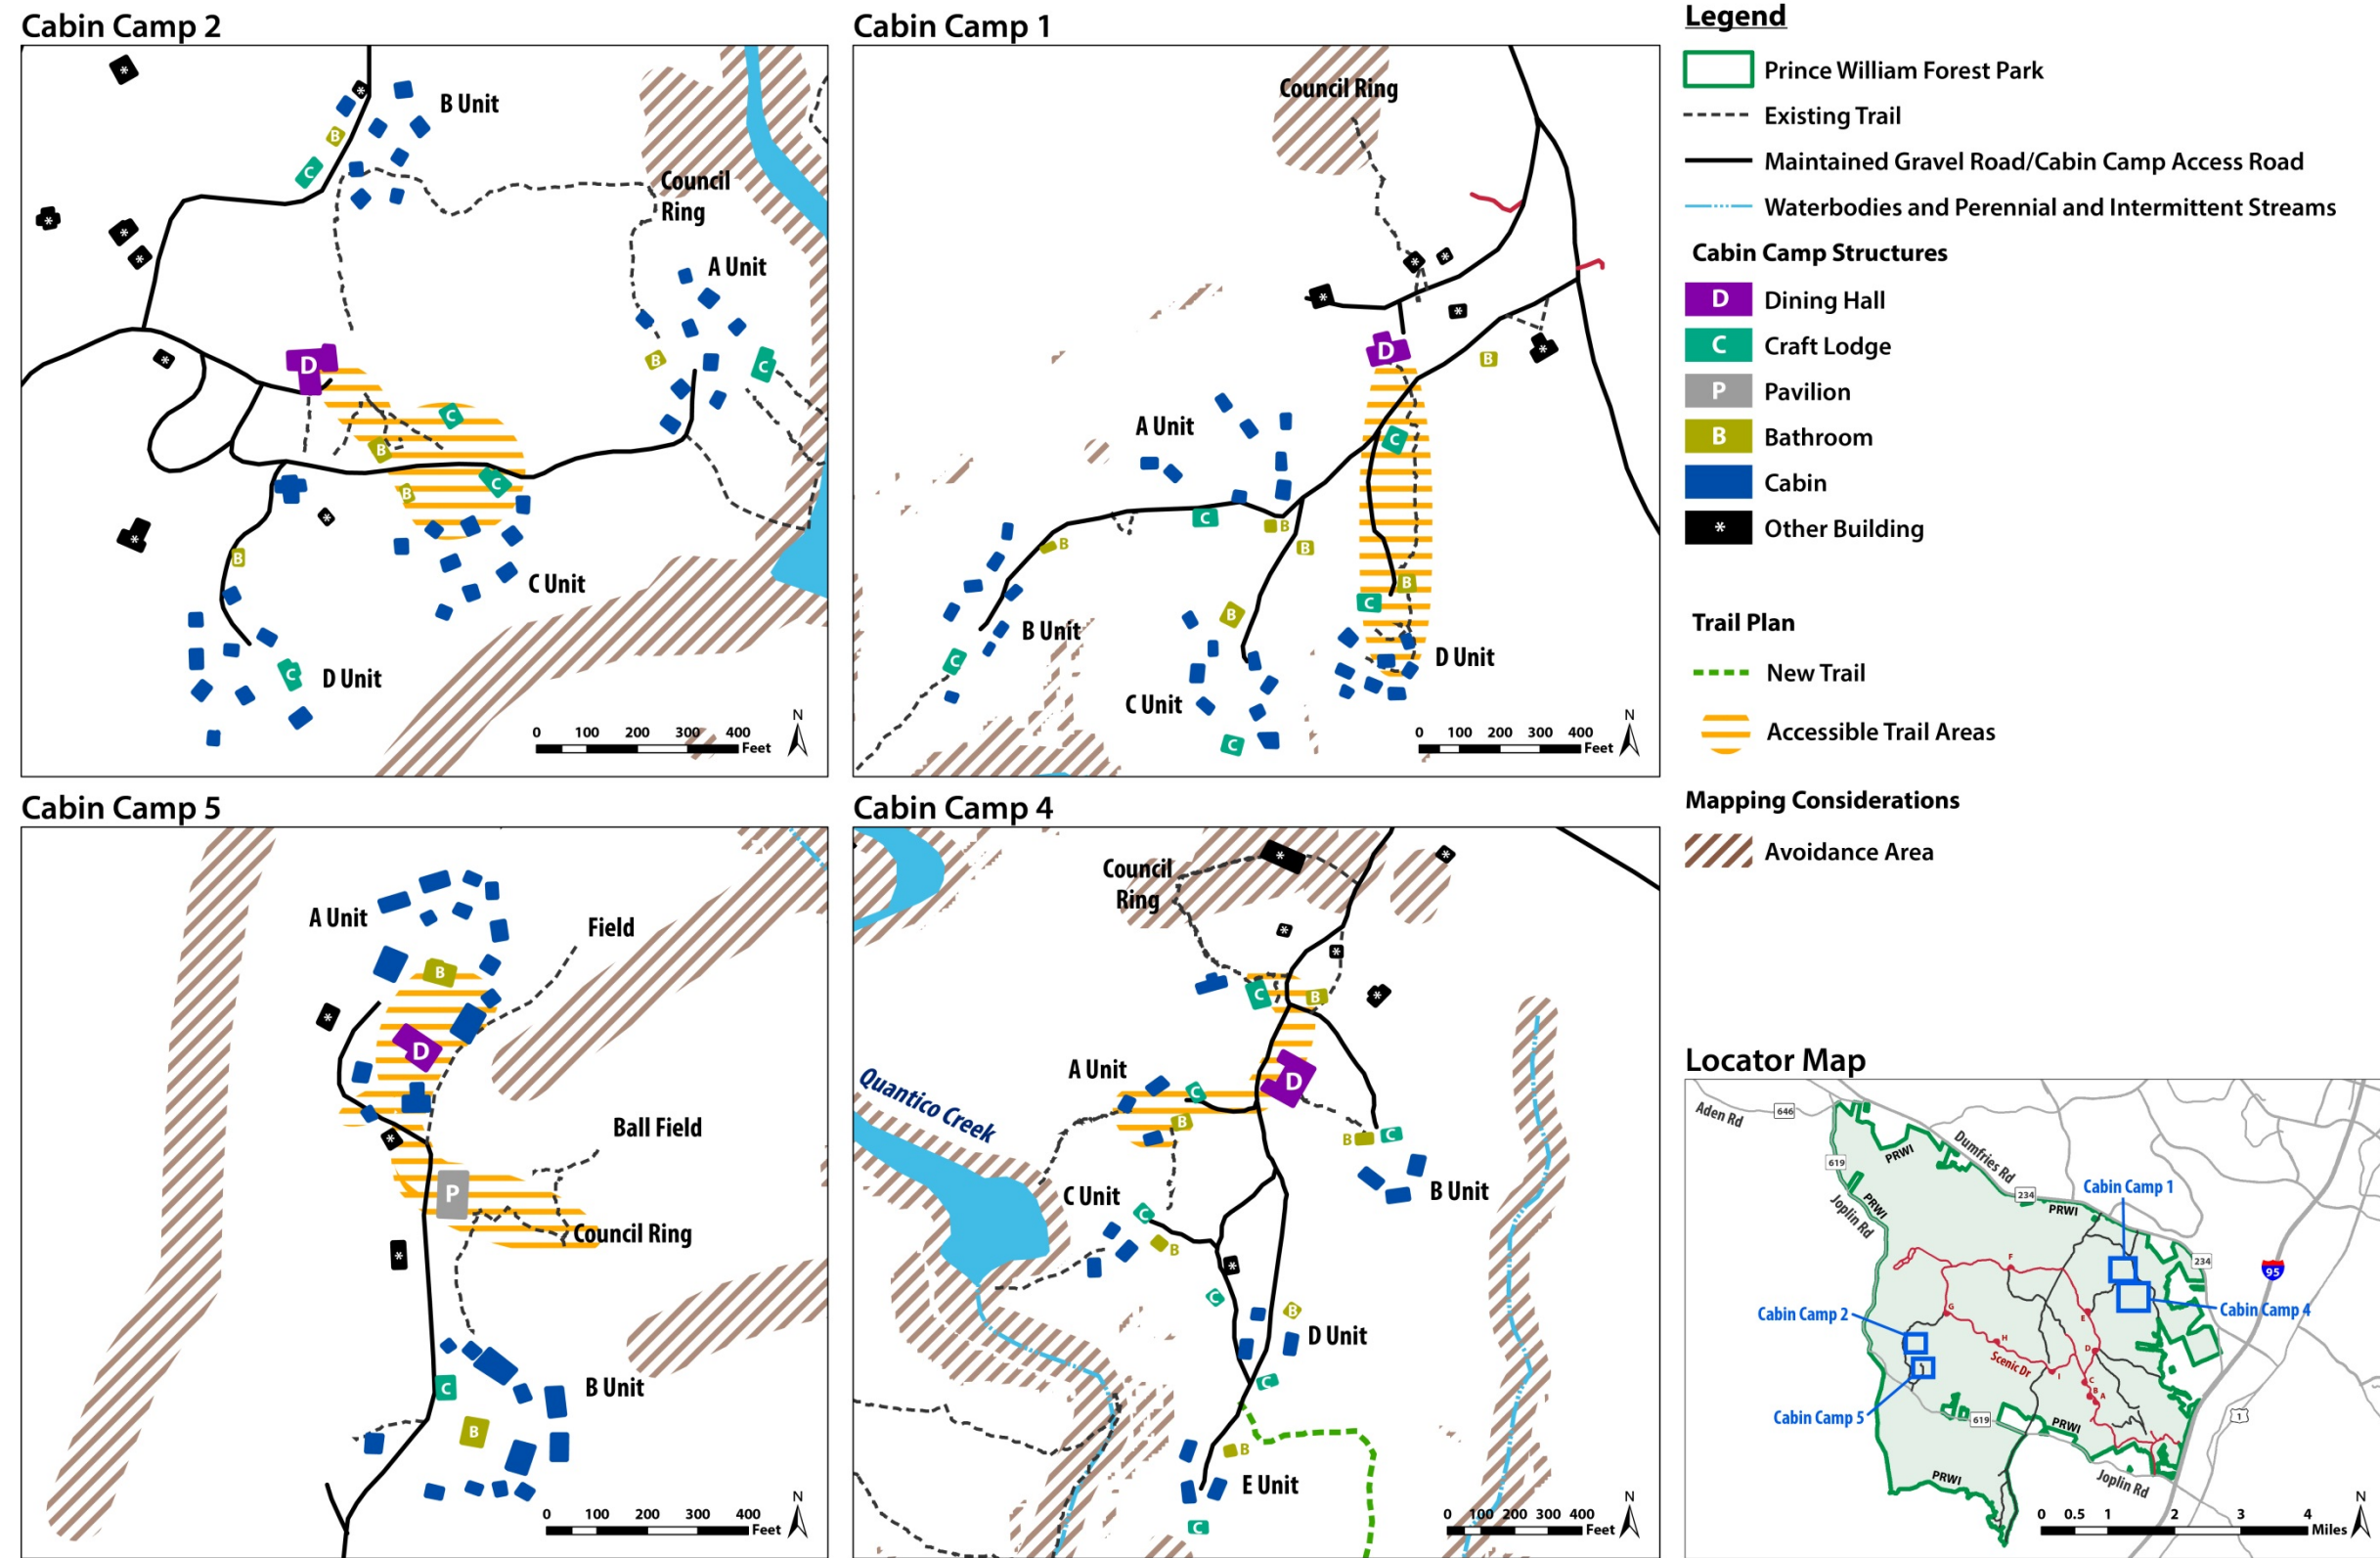 Cabin Camp 2
B Unit
B
C
Council
Ring
A Unit
D
B
C
C
B
B
C
B
C Unit
C
D Unit
0 100 200 300 400
Feet
N
Cabin Camp 1
Council Ring
D
B
A Unit
C
C
B
B
B
B
C
B
B Unit
C
D Unit
C Unit
C
0 100 200 300 400
Feet
N
Cabin Camp 5
A Unit
B
Field
D
Ball Field
P
Council Ring
C
B Unit
B
0 100 200 300 400
Feet
N
Cabin Camp 4
Council
Ring
C
B
A Unit
D
C
Quantico Creek
B
B
C
C Unit
B Unit
C
B
C
B
D Unit
C
B
E Unit
C
0 100 200 300 400
Feet
N
Legend
Prince William Forest Park
Existing Trail
Maintained Gravel Road/Cabin Camp Access Road
Waterbodies and Perennial and Intermittent Streams
Cabin Camp Structures
D Dining Hall
C Craft Lodge
P Pavilion
B Bathroom
Cabin
* Other Building
Trail Plan
New Trail
Accessible Trail Areas
Mapping Considerations
Avoidance Area
Locator Map
Aden Rd
646
619
PRWI
Dumfries Rd
PRWI
Joplin Rd
234
PRWI
Cabin Camp 1
234
95
F
Cabin Camp 2
G
E
Cabin Camp 4
H
D
Scenic Dr
I
C
B
A
Cabin Camp 5
619
PRWI
1
PRWI
Joplin Rd
N
0 0.5 1 2 3 4
Miles